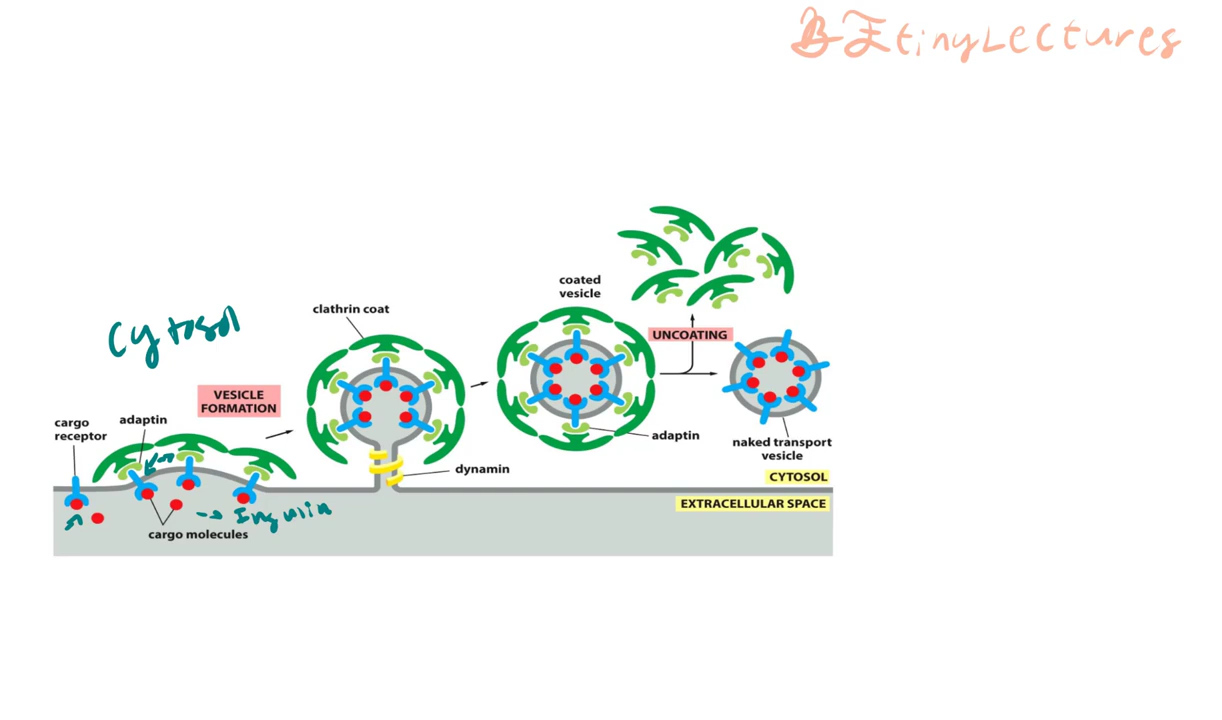 tinyLectures
coated
vesicle
clathrin coat
Cytosol
UNCOATING
VESICLE
FORMATION
cargo
receptor
adaptin
adaptin
naked transport
vesicle
dynamin
CYTOSOL
EXTRACELLULAR SPACE
Insulin
cargo molecules